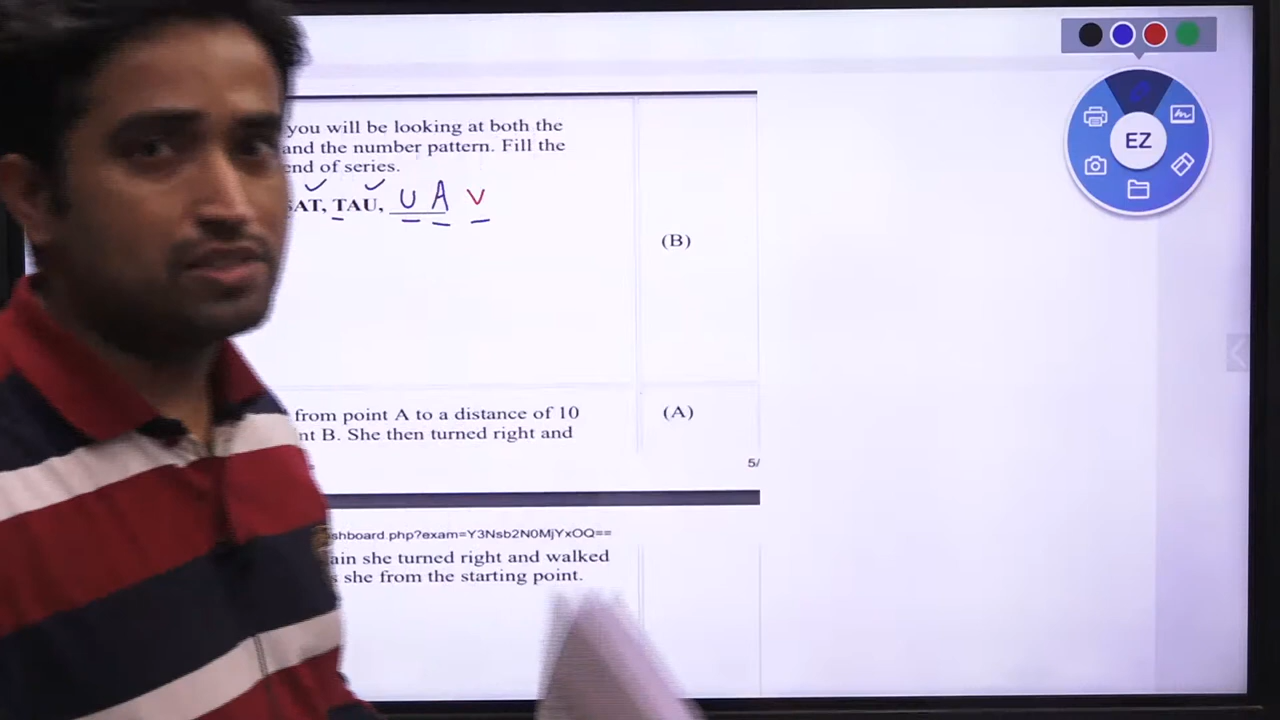 EZ
you will be looking at both the
and the number pattern. Fill the
end of series.
SAT, TAU, U A V
(B)
from point A to a distance of 10
nt B. She then turned right and
(A)
5/
shboard.php?exam=Y3Nsb2N0MjYxOQ==
ain she turned right and walked
she from the starting point.